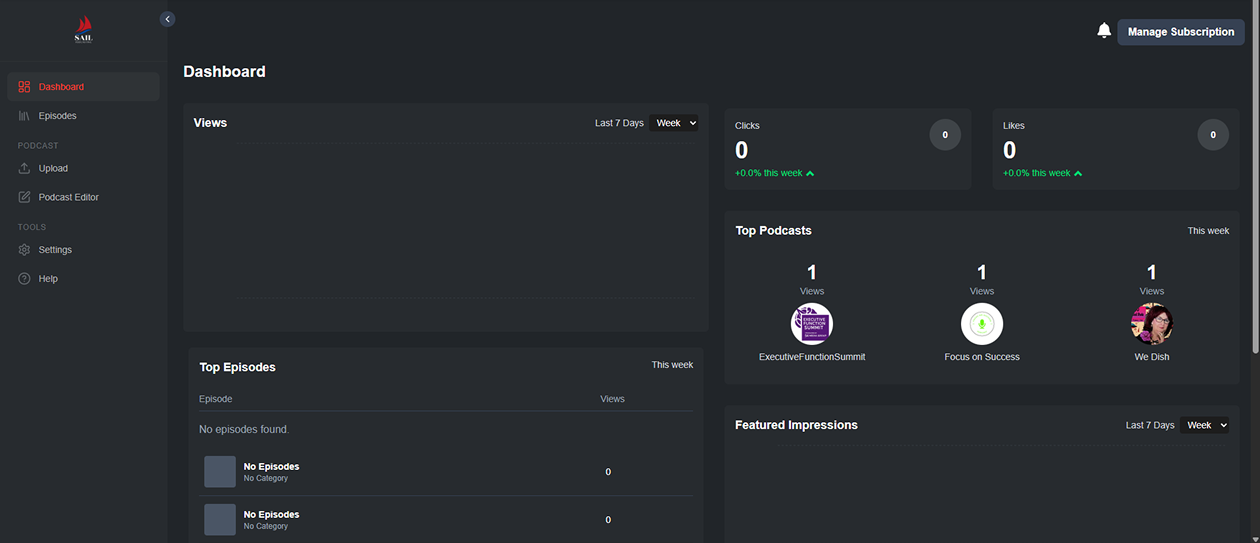 SAIL
Manage Subscription
Dashboard
Dashboard
Episodes
PODCAST
Upload
Podcast Editor
TOOLS
Settings
Help
Views
Last 7 Days Week
Clicks
0
0
+0.0% this week
Likes
0
0
+0.0% this week
Top Podcasts
This week
1
Views
EXECUTIVE
FUNCTION
SUMMIT
ExecutiveFunctionSummit
1
Views
Focus on Success
1
Views
We Dish
Top Episodes
This week
Episode Views
No episodes found.
No Episodes
No Category
0
No Episodes
No Category
0
Featured Impressions
Last 7 Days Week